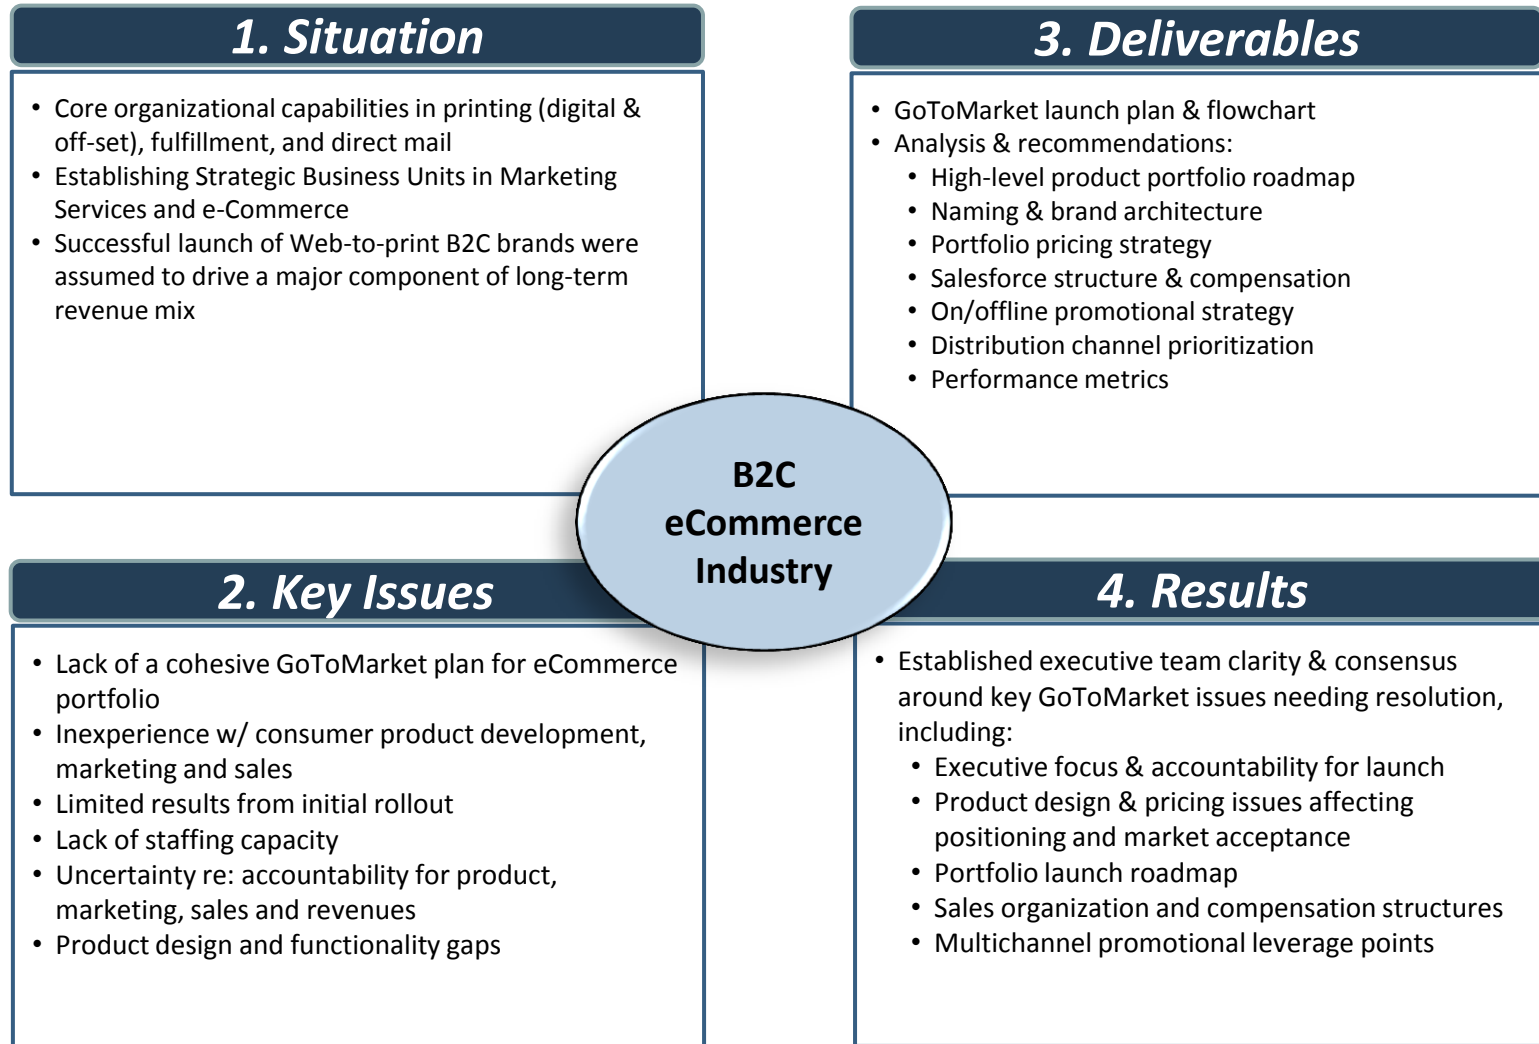 1. Situation
• Core organizational capabilities in printing (digital &
off-set), fulfillment, and direct mail
• Establishing Strategic Business Units in Marketing
Services and e-Commerce
• Successful launch of Web-to-print B2C brands were
assumed to drive a major component of long-term
revenue mix
2. Key Issues
• Lack of a cohesive GoToMarket plan for eCommerce
portfolio
• Inexperience w/ consumer product development,
marketing and sales
• Limited results from initial rollout
• Lack of staffing capacity
• Uncertainty re: accountability for product,
marketing, sales and revenues
• Product design and functionality gaps
3. Deliverables
• GoToMarket launch plan & flowchart
• Analysis & recommendations:
• High-level product portfolio roadmap
• Naming & brand architecture
• Portfolio pricing strategy
• Salesforce structure & compensation
• On/offline promotional strategy
• Distribution channel prioritization
• Performance metrics
4. Results
• Established executive team clarity & consensus
around key GoToMarket issues needing resolution,
including:
• Executive focus & accountability for launch
• Product design & pricing issues affecting
positioning and market acceptance
• Portfolio launch roadmap
• Sales organization and compensation structures
• Multichannel promotional leverage points
B2C
eCommerce
Industry